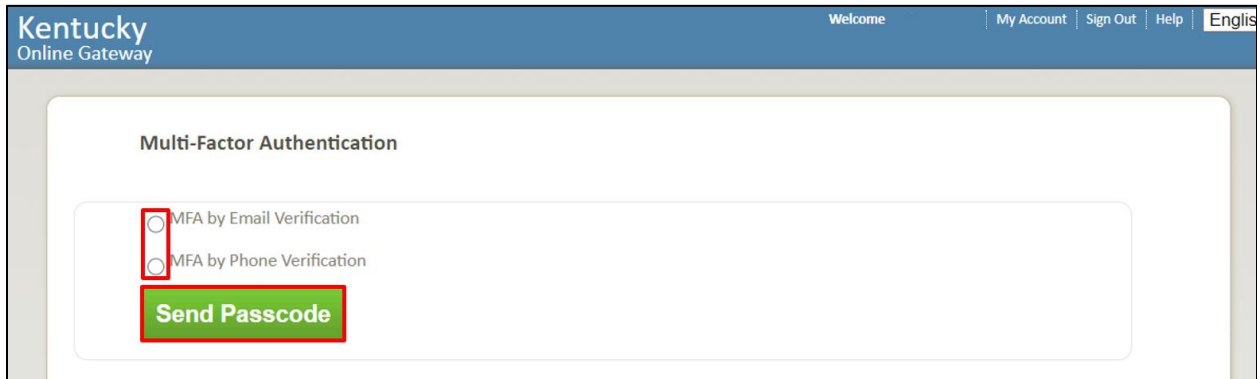 Kentucky
Online Gateway
Welcome My Account Sign Out Help Englis
Multi-Factor Authentication
MFA by Email Verification
MFA by Phone Verification
Send Passcode